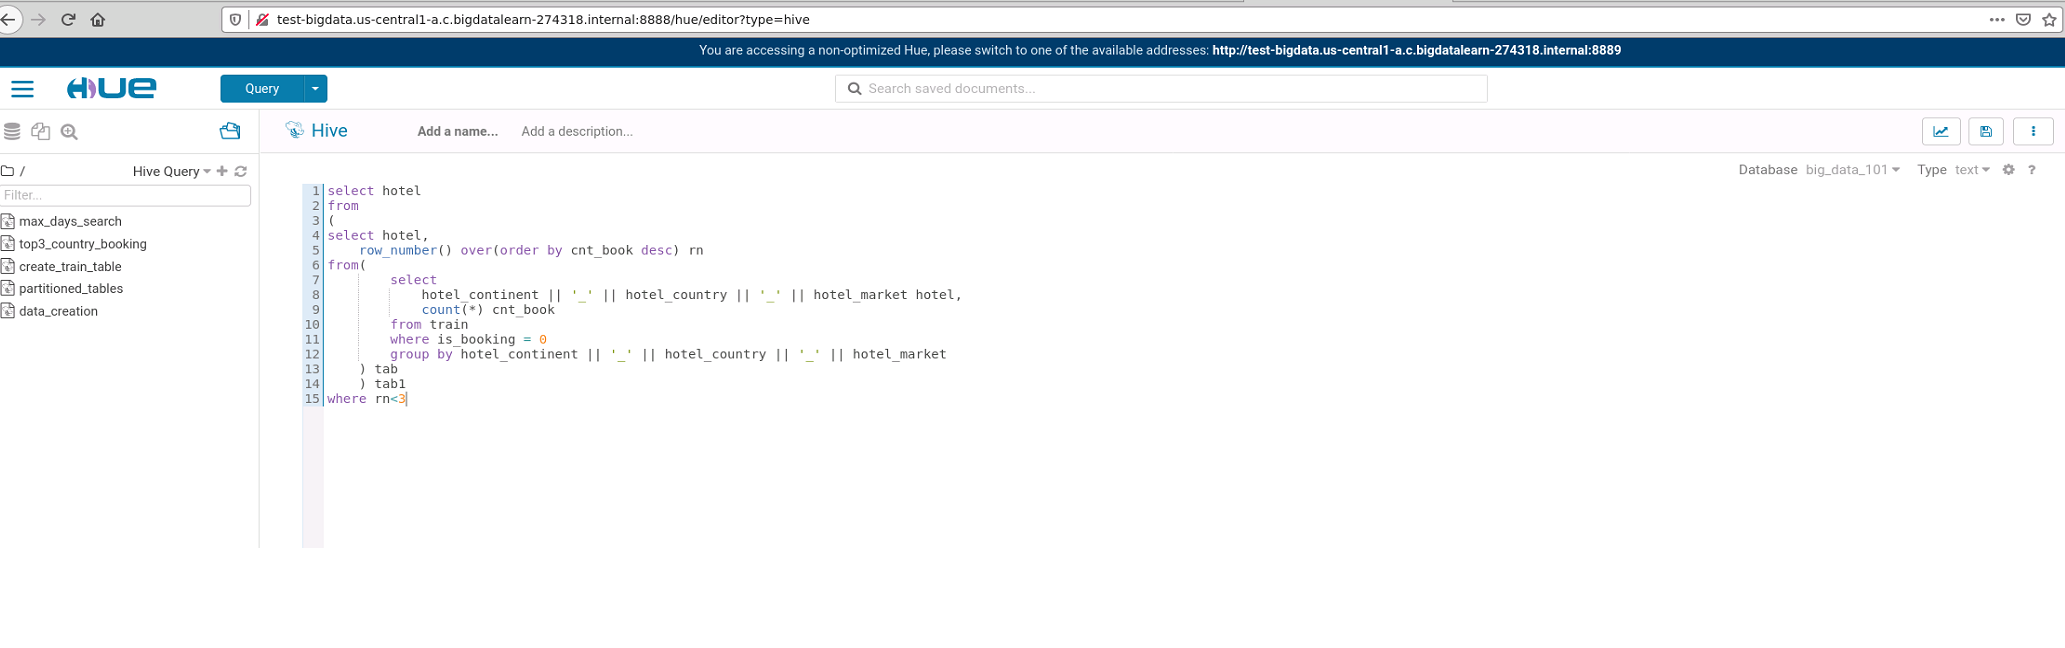 test-bigdata.us-central1-a.c.bigdatalearn-274318.internal:8888/hue/editor?type=hive
You are accessing a non-optimized Hue, please switch to one of the available addresses: http://test-bigdata.us-central1-a.c.bigdatalearn-274318.internal:8889
HUE
Query
Search saved documents...
Hive
Add a name...
Add a description...
/
Hive Query
Filter...
max_days_search
top3_country_booking
create_train_table
partitioned_tables
data_creation
Database big_data_101 Type text ?
1 select hotel
2 from
3 (
4 select hotel,
5 row_number() over(order by cnt_book desc) rn
6 from(
7 select
8 hotel_continent || '_' || hotel_country || '_' || hotel_market hotel,
9 count(*) cnt_book
10 from train
11 where is_booking = 0
12 group by hotel_continent || '_' || hotel_country || '_' || hotel_market
13 ) tab
14 ) tab1
15 where rn<3